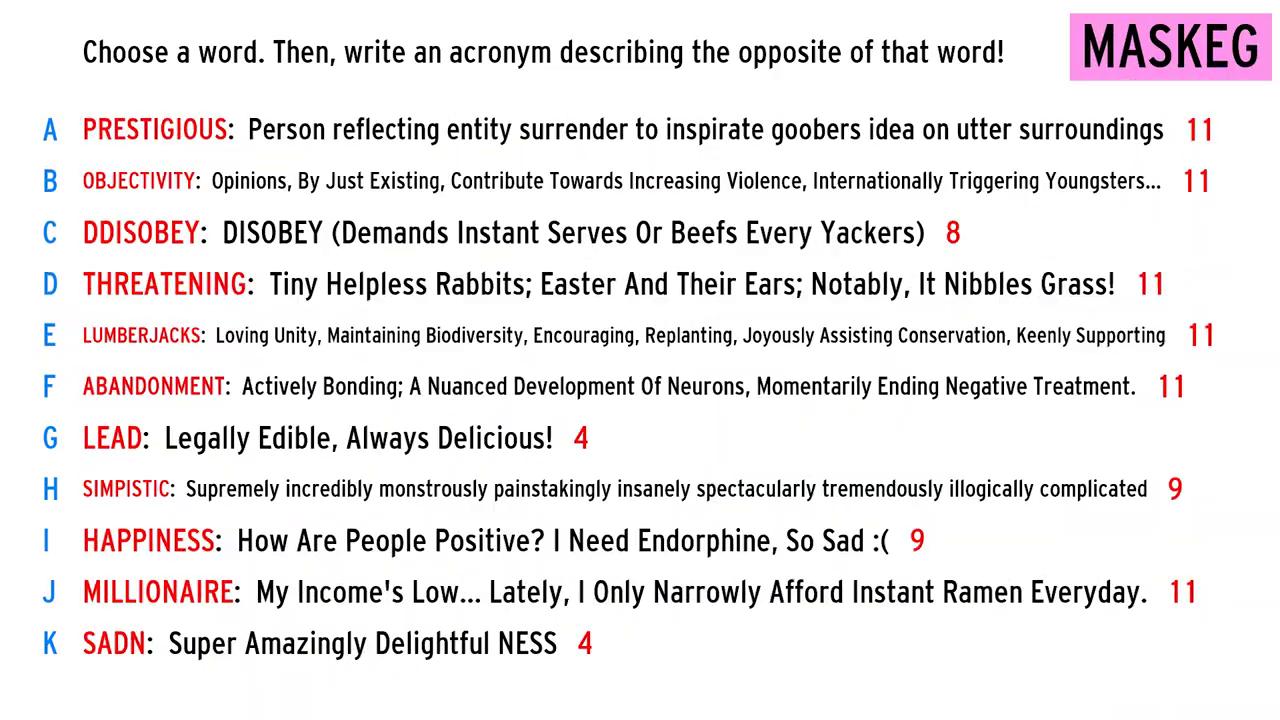 Choose a word. Then, write an acronym describing the opposite of that word!
MASKEG
A PRESTIGIOUS: Person reflecting entity surrender to inspirate goobers idea on utter surroundings 11
B OBJECTIVITY: Opinions, By Just Existing, Contribute Towards Increasing Violence, Internationally Triggering Youngsters... 11
C DDISOBEY: DISOBEY (Demands Instant Serves Or Beefs Every Yackers) 8
D THREATENING: Tiny Helpless Rabbits; Easter And Their Ears; Notably, It Nibbles Grass! 11
E LUMBERJACKS: Loving Unity, Maintaining Biodiversity, Encouraging, Replanting, Joyously Assisting Conservation, Keenly Supporting 11
F ABANDONMENT: Actively Bonding; A Nuanced Development Of Neurons, Momentarily Ending Negative Treatment. 11
G LEAD: Legally Edible, Always Delicious! 4
H SIMPISTIC: Supremely incredibly monstrously painstakingly insanely spectacularly tremendously illogically complicated 9
I HAPPINESS: How Are People Positive? I Need Endorphine, So Sad :( 9
J MILLIONAIRE: My Income's Low... Lately, I Only Narrowly Afford Instant Ramen Everyday. 11
K SADN: Super Amazingly Delightful NESS 4